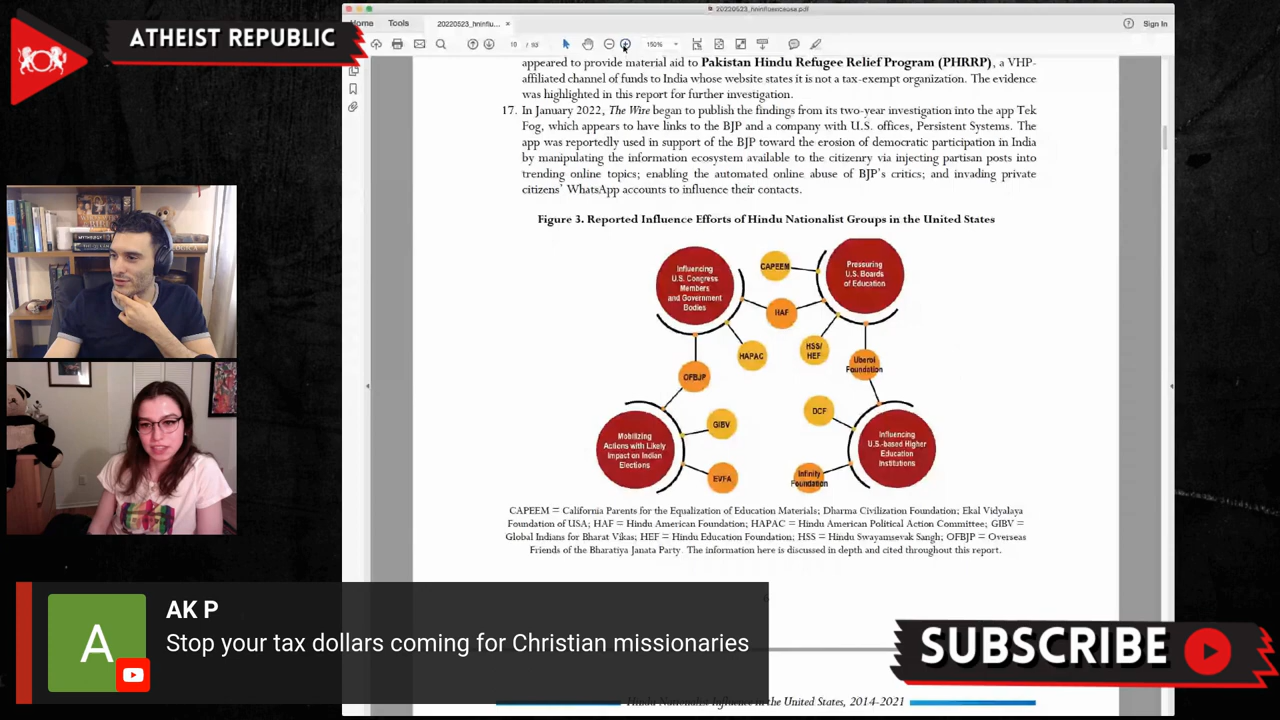 ATHEIST REPUBLIC
Home Tools 20220523_hninflu... ×
Sign In
150%
appeared to provide material aid to Pakistan Hindu Refugee Relief Program (PHRRP), a VHP-
affiliated channel of funds to India whose website states it is not a tax-exempt organization. The evidence
was highlighted in this report for further investigation.
17. In January 2022, The Wire began to publish the findings from its two-year investigation into the app Tek
Fog, which appears to have links to the BJP and a company with U.S. offices, Persistent Systems. The
app was reportedly used in support of the BJP toward the erosion of democratic participation in India
by manipulating the information ecosystem available to the citizenry via injecting partisan posts into
trending online topics; enabling the automated online abuse of BJP's critics; and invading private
citizens' WhatsApp accounts to influence their contacts.
Figure 3. Reported Influence Efforts of Hindu Nationalist Groups in the United States
Influencing
U.S. Congress
Members
and Government
Bodies
CAPEEM
Pressuring
U.S. Boards
of Education
HAF
HAPAC
HSS/
HEF
Uberoi
Foundation
OFBJP
DCF
GIBV
Mobilizing
Actions with Likely
Impact on Indian
Elections
Influencing
U.S.-based Higher
Education
Institutions
EVFA
Infinity
Foundation
CAPEEM = California Parents for the Equalization of Education Materials; Dharma Civilization Foundation; Ekal Vidyalaya
Foundation of USA; HAF = Hindu American Foundation; HAPAC = Hindu American Political Action Committee; GIBV =
Global Indians for Bharat Vikas; HEF = Hindu Education Foundation; HSS = Hindu Swayamsevak Sangh; OFBJP = Overseas
Friends of the Bharatiya Janata Party. The information here is discussed in depth and cited throughout this report.
A
AK P
Stop your tax dollars coming for Christian missionaries
SUBSCRIBE
Hindu Nationalist Influence in the United States, 2014-2021